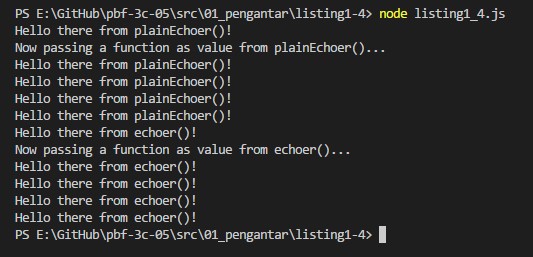 PS E:\GitHub\pbf-3c-05\src\01_pengantar\listing1-4> node listing1_4.js
Hello there from plainEchoer()!
Now passing a function as value from plainEchoer()...
Hello there from plainEchoer()!
Hello there from plainEchoer()!
Hello there from plainEchoer()!
Hello there from plainEchoer()!
Hello there from echoer()!
Now passing a function as value from echoer()...
Hello there from echoer()!
Hello there from echoer()!
Hello there from echoer()!
Hello there from echoer()!
PS E:\GitHub\pbf-3c-05\src\01_pengantar\listing1-4>